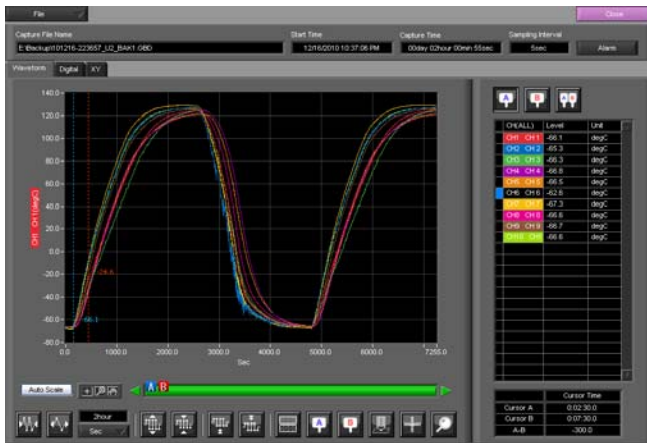 File
Close
Capture File Name
Start Time
Capture Time
Sampling Interval
E:\Backup\101216-223657_U2_BAK1.GBD
12/16/2010 10:37:06 PM
00day 02hour 00min 55sec
5sec
Alarm
Waveform
Digital
XY
140.0
120.0
100.0
80.0
60.0
40.0
20.0
0.0
-20.0
-40.0
-60.0
-80.0
CH1 CH 1(degC)
-24.6
-66.1
0.0
1000.0
2000.0
3000.0
4000.0
5000.0
6000.0
7255.0
Sec
A
B
A B
CH(ALL) Level Unit
CH1 CH 1 -66.1 degC
CH2 CH 2 -65.3 degC
CH3 CH 3 -66.3 degC
CH4 CH 4 -66.8 degC
CH5 CH 5 -66.5 degC
CH6 CH 6 -62.6 degC
CH7 CH 7 -67.3 degC
CH8 CH 8 -66.6 degC
CH9 CH 9 -66.7 degC
-66.6 degC
Auto Scale
A
B
2hour
Sec
A
B
Cursor Time
Cursor A 0:02:30.0
Cursor B 0:07:30.0
A-B -300.0